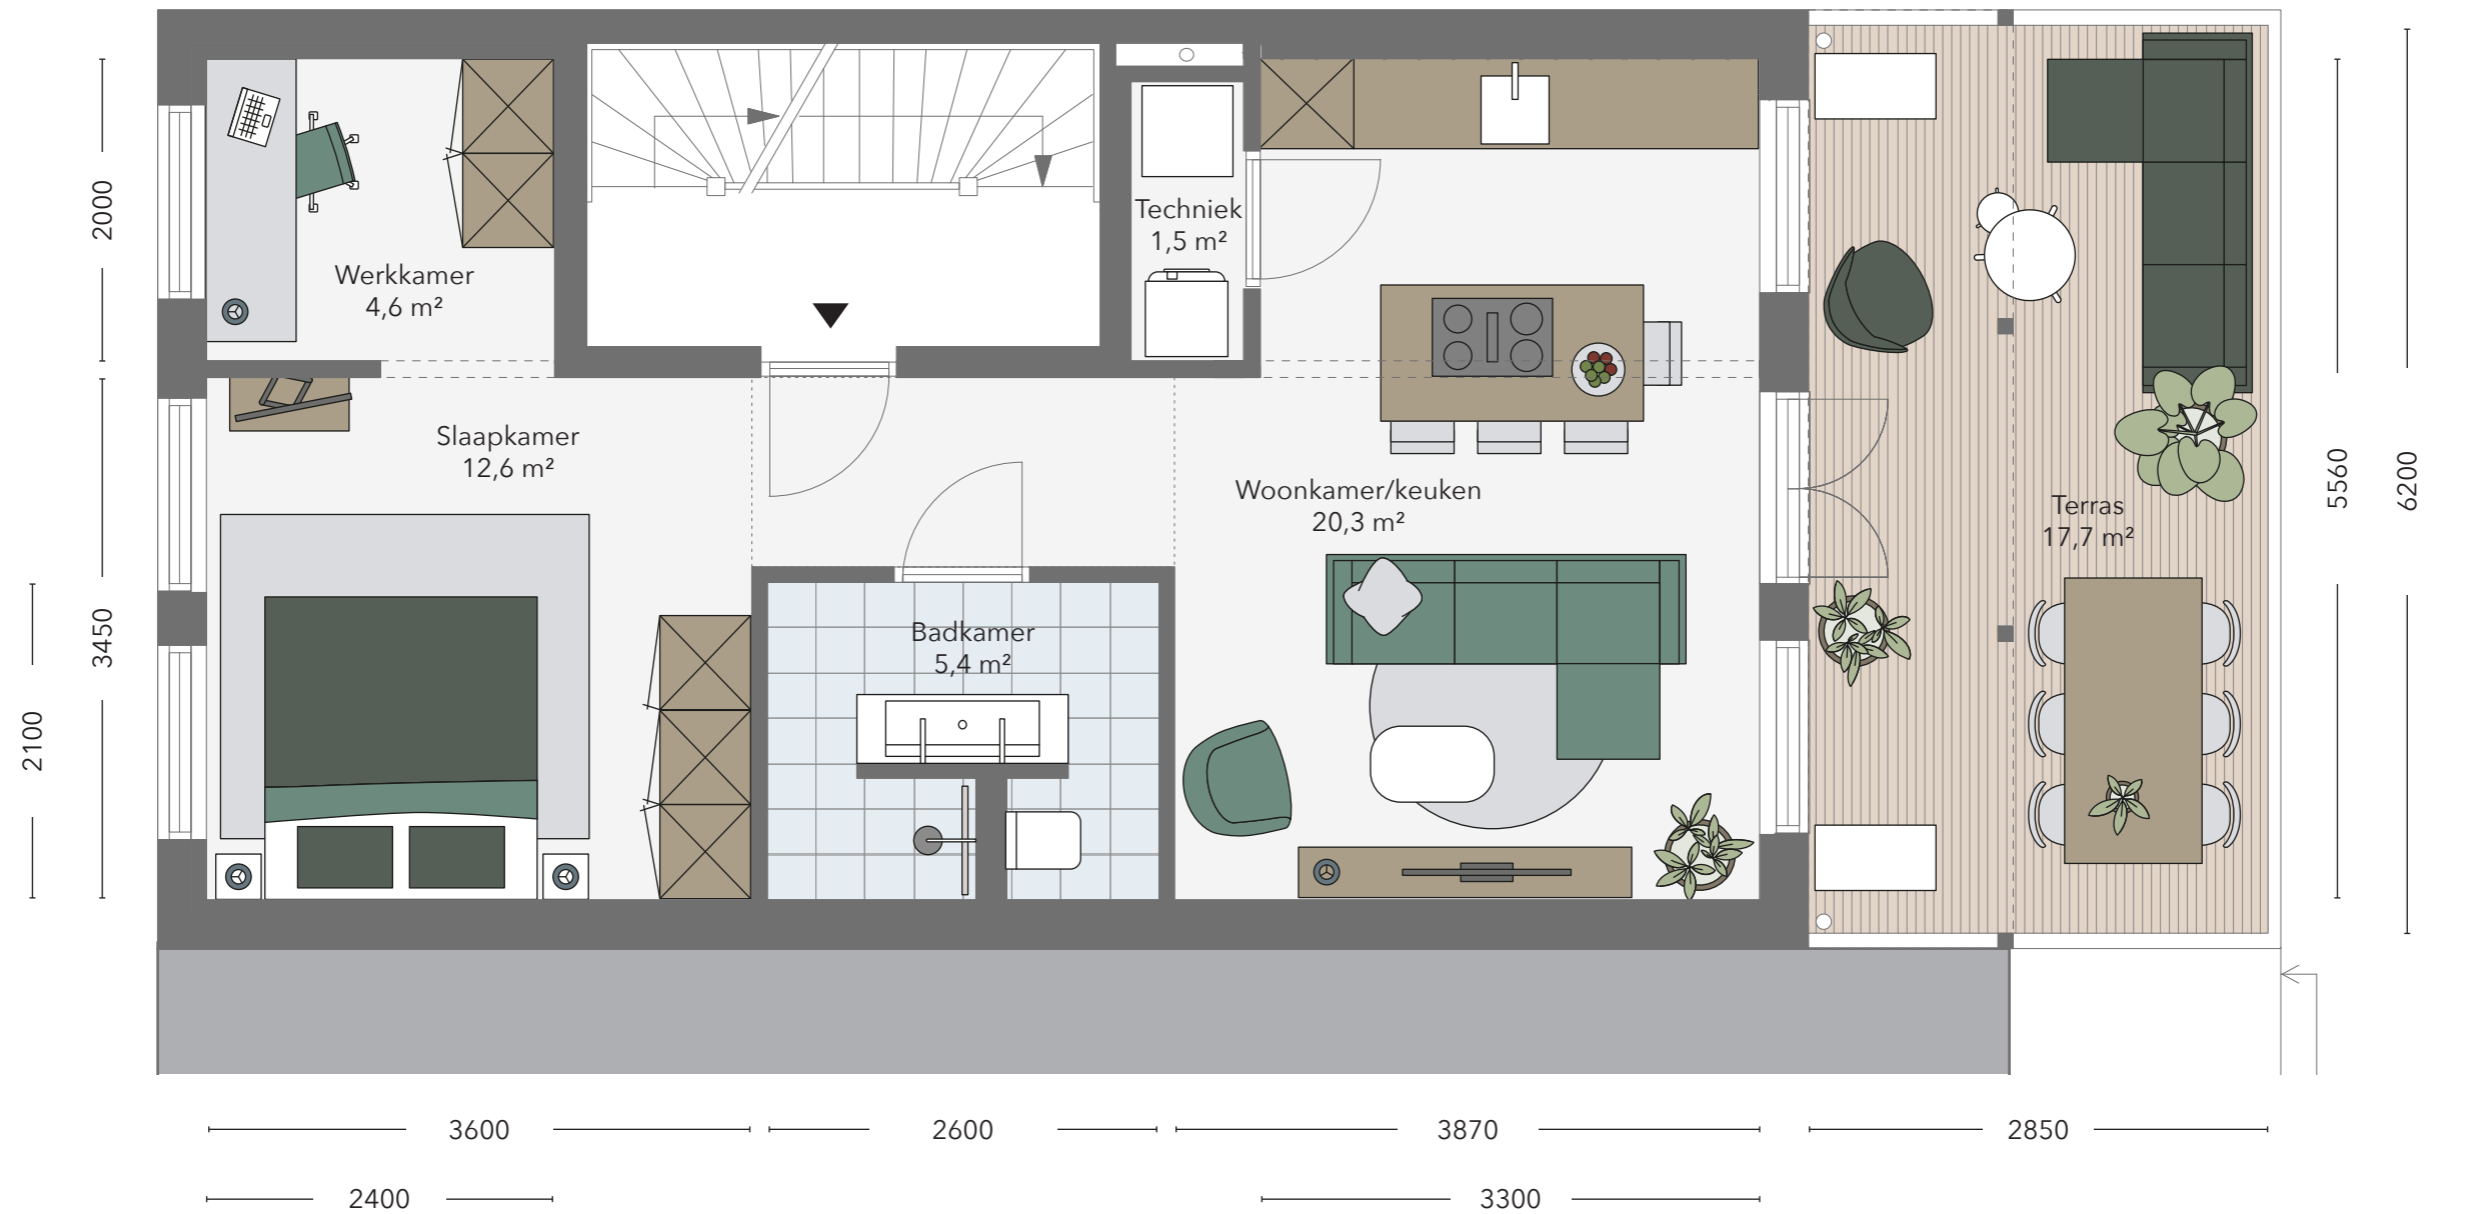 2000
Werkkamer
4,6 m²
Techniek
1,5 m²
Slaapkamer
12,6 m²
Woonkamer/keuken
20,3 m²
Terras
17,7 m²
5560
6200
Badkamer
5,4 m²
3450
2100
3600
2600
3870
2850
2400
3300